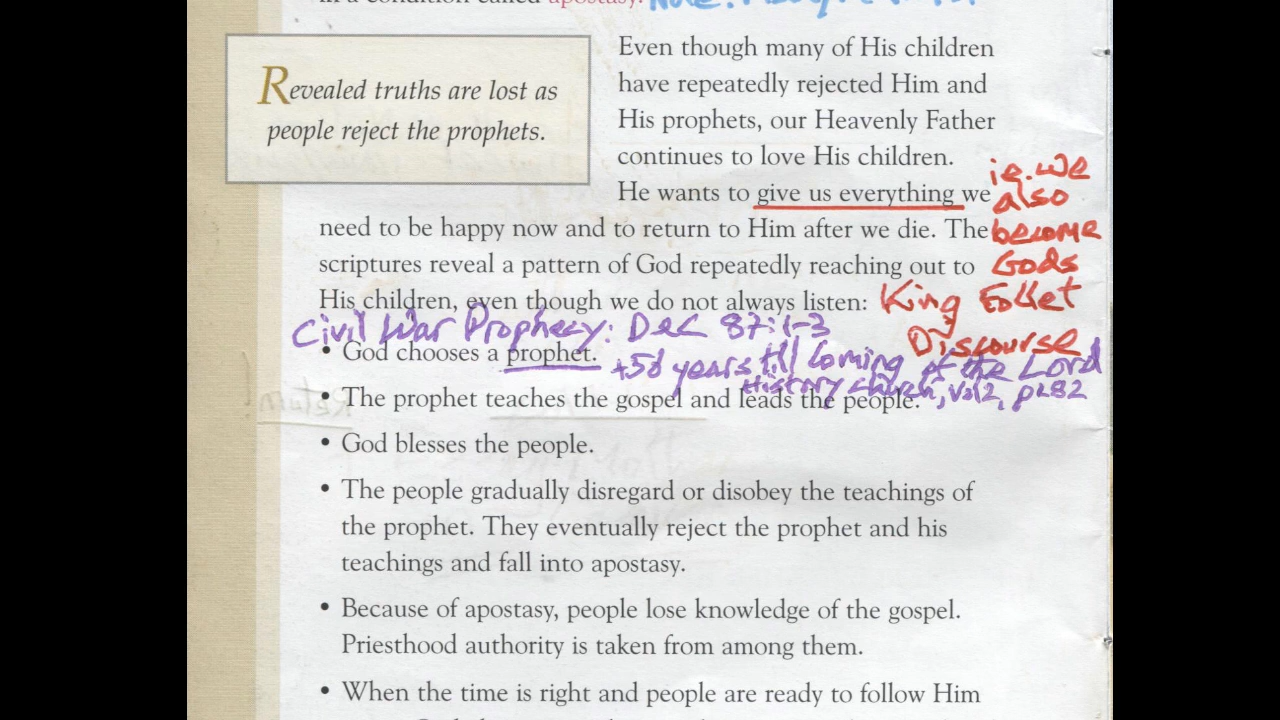 in a condition called apostasy.
Revealed truths are lost as
people reject the prophets.
Even though many of His children
have repeatedly rejected Him and
His prophets, our Heavenly Father
continues to love His children.
He wants to give us everything we
need to be happy now and to return to Him after we die. The
scriptures reveal a pattern of God repeatedly reaching out to
His children, even though we do not always listen:
ie. we
also
become
Gods
King Follet
Discourse
Civil War Prophecy: D&C 87:1-3
• God chooses a prophet.
+56 years till coming of the Lord
History church, Vol 2, p182
• The prophet teaches the gospel and leads the people.
Return!
• God blesses the people.
• The people gradually disregard or disobey the teachings of
the prophet. They eventually reject the prophet and his
teachings and fall into apostasy.
• Because of apostasy, people lose knowledge of the gospel.
Priesthood authority is taken from among them.
• When the time is right and people are ready to follow Him